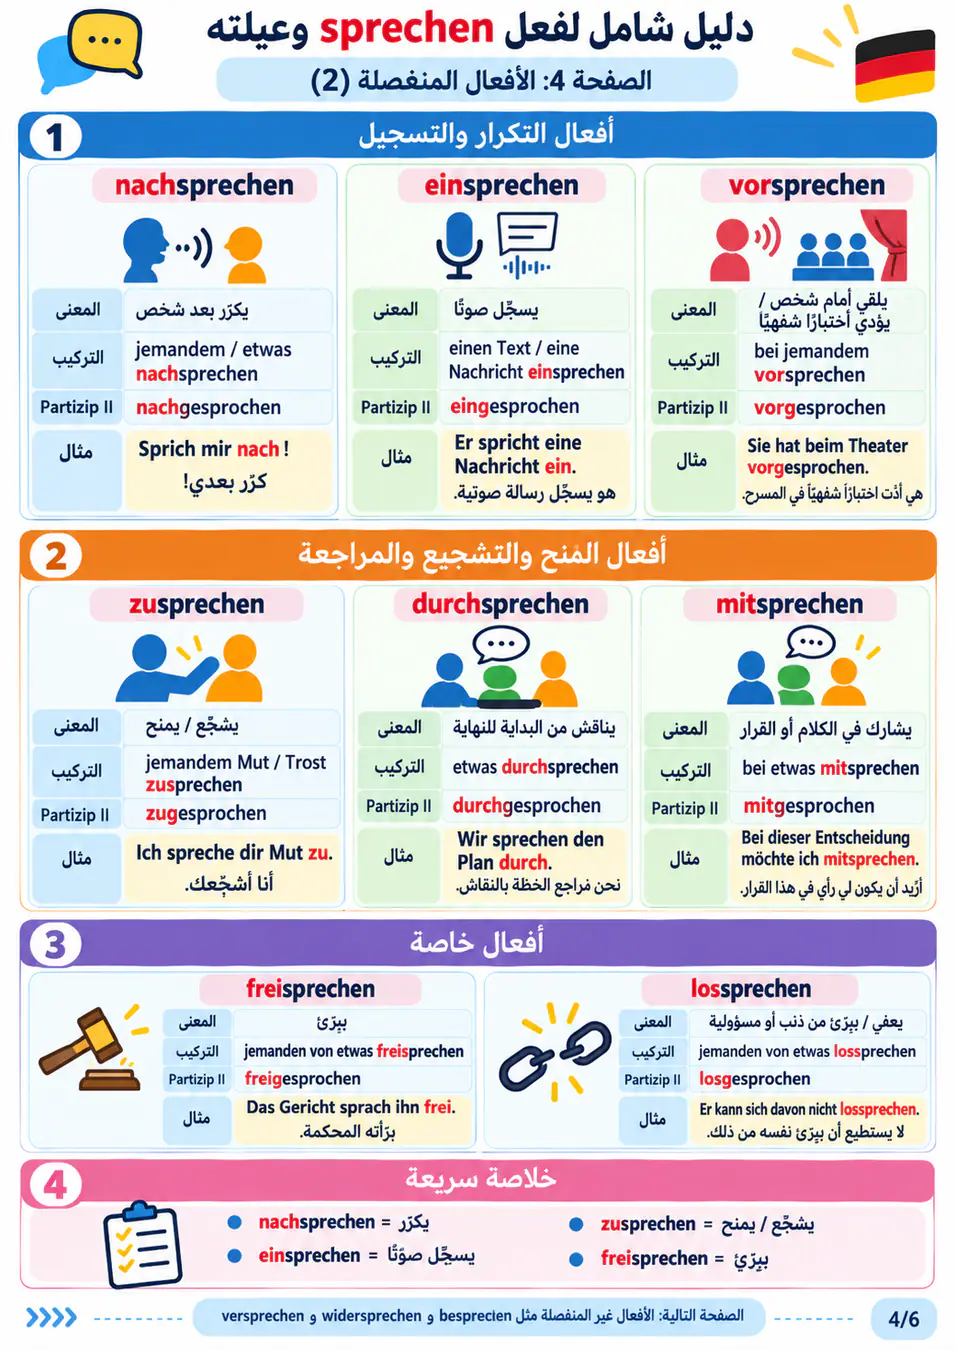 دليل شامل لفعل sprechen وعيلته
الصفحة 4: الأفعال المنفصلة (2)
1
أفعال التكرار والتسجيل
nachsprechen
المعنى
يكرّر بعد شخص
التركيب
jemandem / etwas
nachsprechen
Partizip II
nachgesprochen
مثال
Sprich mir nach !
كرّر بعدي!
einsprechen
المعنى
يسجِّل صوتًا
التركيب
einen Text / eine
Nachricht einsprechen
Partizip II
eingesprochen
مثال
Er spricht eine
Nachricht ein.
هو يسجِّل رسالة صوتية.
vorsprechen
المعنى
يلقي أمام شخص /
يؤدي أختبارًا شفهيًا
التركيب
bei jemandem
vorsprechen
Partizip II
vorgesprochen
مثال
Sie hat beim Theater
vorgesprochen.
هي أدّت اختبارًا شفهيًا في المسرح.
2
أفعال المنح والتشجيع والمراجعة
zusprechen
المعنى
يشجِّع / يمنح
التركيب
jemandem Mut / Trost
zusprechen
Partizip II
zugesprochen
مثال
Ich spreche dir Mut zu.
أنا أشجّعك.
durchsprechen
المعنى
يناقش من البداية للنهاية
التركيب
etwas durchsprechen
Partizip II
durchgesprochen
مثال
Wir sprechen den
Plan durch.
نحن مُراجع الخظة بالنقاش.
mitsprechen
المعنى
يشارك في الكلام أو القرار
التركيب
bei etwas mitsprechen
Partizip II
mitgesprochen
مثال
Bei dieser Entscheidung
möchte ich mitsprechen.
أرُيد أن يكون لي رأي في هذا القرار.
3
أفعال خاصة
freisprechen
المعنى
يبرّئ
التركيب
jemanden von etwas freisprechen
Partizip II
freigesprochen
مثال
Das Gericht sprach ihn frei.
برّأته المحكمة.
lossprechen
المعنى
يعفي / يبرّئ من ذنب أو مسؤولية
التركيب
jemanden von etwas lossprechen
Partizip II
losgesprochen
مثال
Er kann sich davon nicht lossprechen.
لا يستطيع أن يبرّئ نفسه من ذلك.
4
خلاصة سريعة
nachsprechen = يكرّر
einsprechen = يسجِّل صوّتًا
zusprechen = يشجِّع / يمنح
freisprechen = يبرّئ
الصفحة التالية: الأفعال غير المنفصلة مثل besprecien و widersprechen و versprechen
4/6